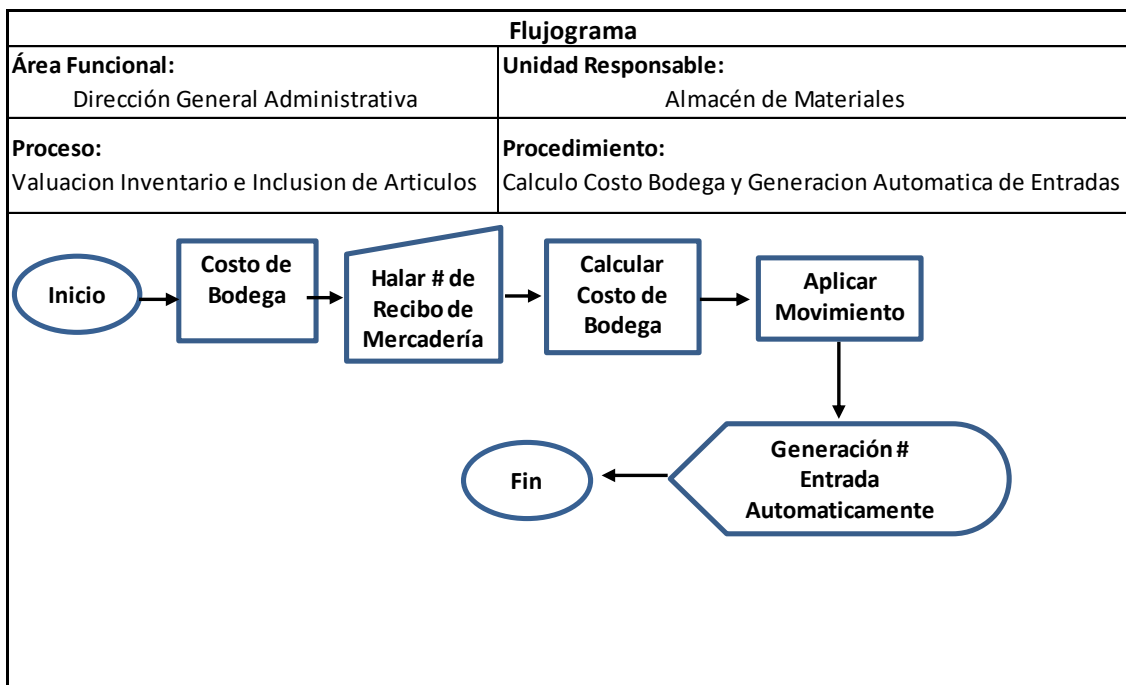 Flujograma
Área Funcional:
Dirección General Administrativa
Unidad Responsable:
Almacén de Materiales
Proceso:
Valuacion Inventario e Inclusion de Articulos
Procedimiento:
Calculo Costo Bodega y Generacion Automatica de Entradas
Inicio
Costo de
Bodega
Halar # de
Recibo de
Mercadería
Calcular
Costo de
Bodega
Aplicar
Movimiento
Generación #
Entrada
Automaticamente
Fin